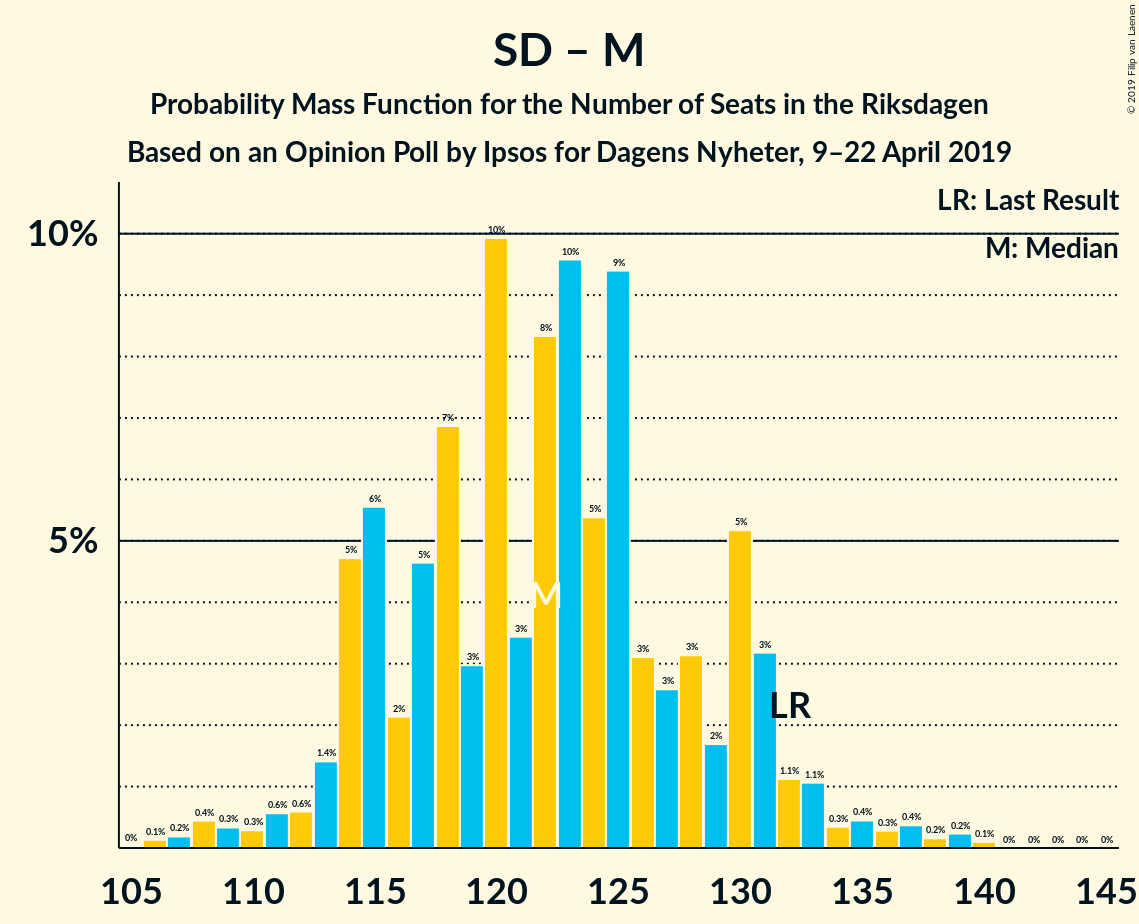 SD – M
Probability Mass Function for the Number of Seats in the Riksdagen
Based on an Opinion Poll by Ipsos for Dagens Nyheter, 9–22 April 2019
© 2019 Filip van Laenen
LR: Last Result
M: Median
10%
5%
0% 0.1% 0.2% 0.4% 0.3% 0.3% 0.6% 0.6% 1.4% 5% 6% 2% 5% 7% 3% 10% 3% 8% 10% 5% 9% 3% 3% 3% 2% 5% 3% 1.1% 1.1% 0.3% 0.4% 0.3% 0.4% 0.2% 0.2% 0.1% 0% 0% 0% 0% 0%
M
LR
105 110 115 120 125 130 135 140 145